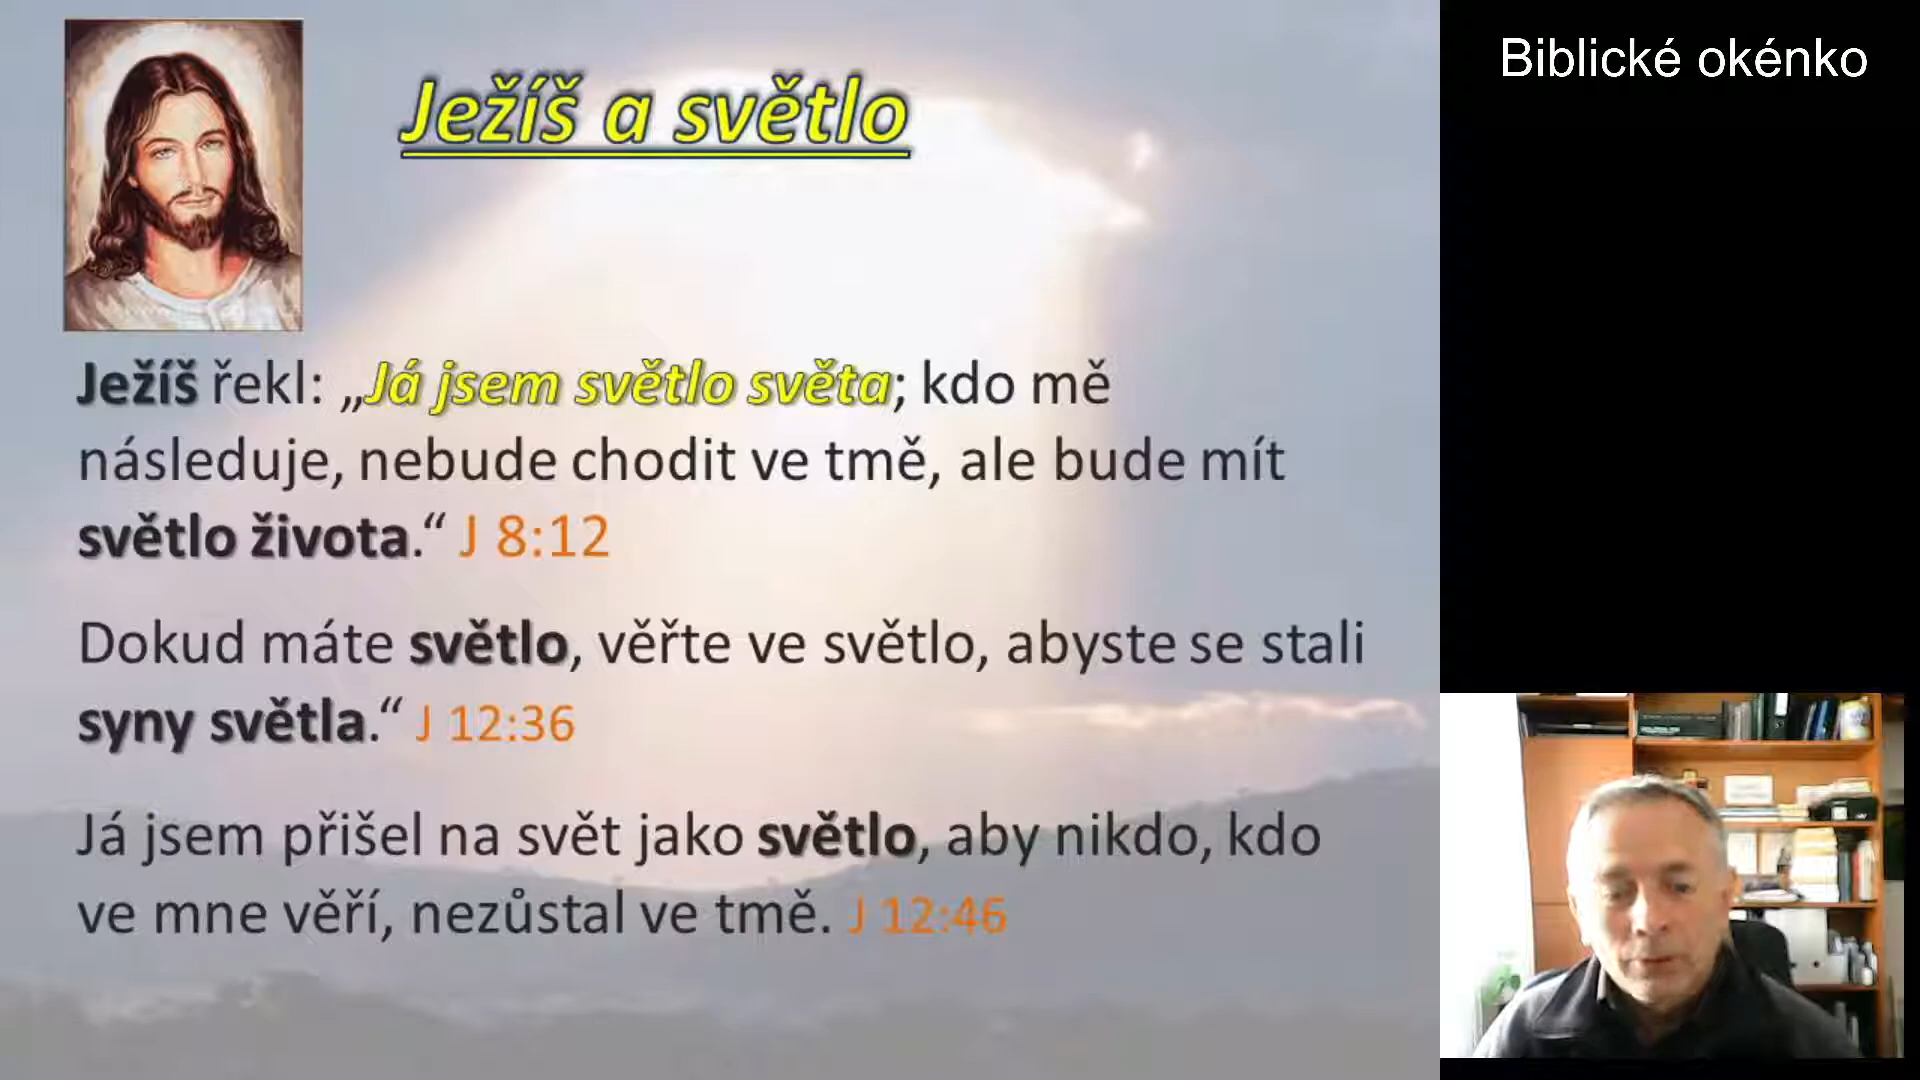 Biblické okénko
Ježíš a světlo
Ježíš řekl: „Já jsem světlo světa; kdo mě
následuje, nebude chodit ve tmě, ale bude mít
světlo života.“ J 8:12
Dokud máte světlo, věřte ve světlo, abyste se stali
syny světla.“ J 12:36
Já jsem přišel na svět jako světlo, aby nikdo, kdo
ve mne věří, nezůstal ve tmě. J 12:46